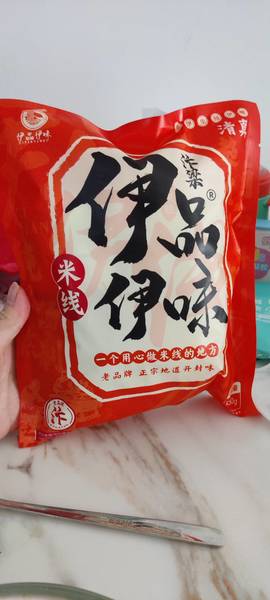 伊品伊味
清真
汴梁
伊品®
伊味
米线
一个用心做米线的地方
老品牌 正宗地道开封味
汴